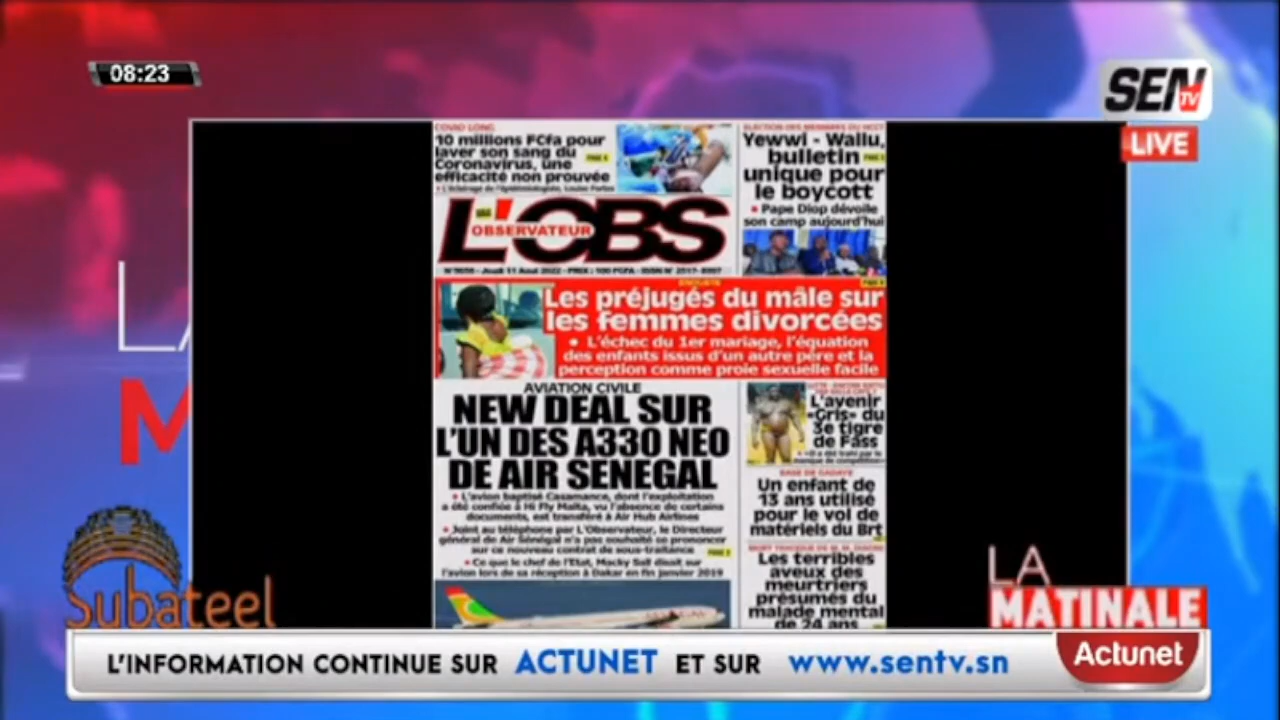 08:23
SEN
TV
LIVE
COVID LONG
10 millions FCfa pour
laver son sang du
Coronavirus, une
efficacité non prouvée
Yewwi - Wallu,
bulletin
unique pour
le boycott
• Pape Diop dévoile
son camp aujourd'hui
L'OBS
OBSERVATEUR
Les préjugés du mâle sur
les femmes divorcées
• L'échec du 1er mariage, l'équation
des enfants issus d'un autre père et la
perception comme proie sexuelle facile
AVIATION CIVILE
NEW DEAL SUR
L'UN DES A330 NEO
DE AIR SENEGAL
• L'avion baptisé Casamance, dont l'exploitation
a été confiée à Hi Fly Malta, vu l'absence de certains
documents, est transféré à Air Hub Airlines
• Joint au téléphone par L'Observateur, le Directeur
général de Air Sénégal n'a pas souhaité se prononcer
sur ce nouveau contrat de sous-traitance
• Ce que le chef de l'Etat, Macky Sall disait sur
l'avion lors de sa réception à Dakar en fin janvier 2019
L'avenir
«Gris» du
3e tigre
de Fass
Un enfant de
13 ans utilisé
pour le vol de
matériels du Brt
Les terribles
aveux des
meurtriers
présumés du
malade mental
de 24 ans
LA
M
Subateel
LA
MATINALE
L'INFORMATION CONTINUE SUR ACTUNET ET SUR www.sentv.sn
Actunet